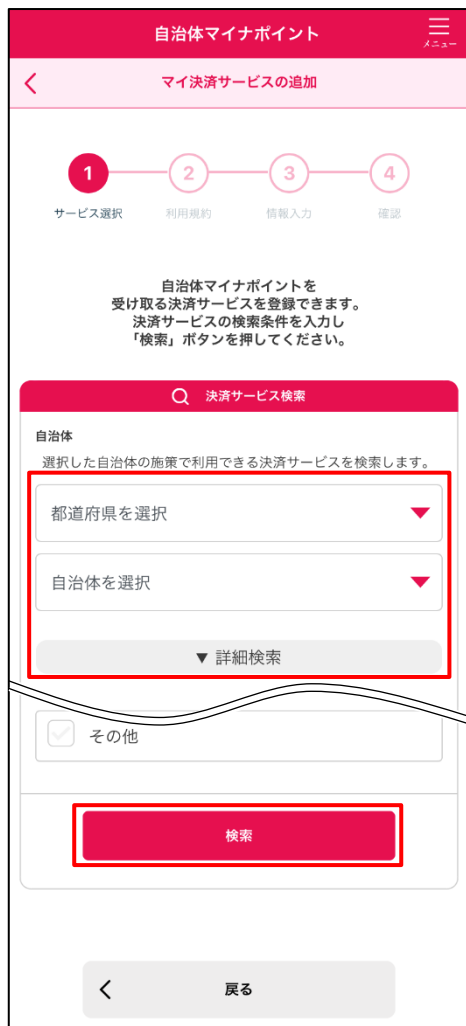 自治体マイナポイント
メニュー
マイ決済サービスの追加
1 2 3 4
サービス選択 利用規約 情報入力 確認
自治体マイナポイントを
受け取る決済サービスを登録できます。
決済サービスの検索条件を入力し
「検索」ボタンを押してください。
決済サービス検索
自治体
選択した自治体の施策で利用できる決済サービスを検索します。
都道府県を選択
自治体を選択
▼ 詳細検索
その他
検索
戻る